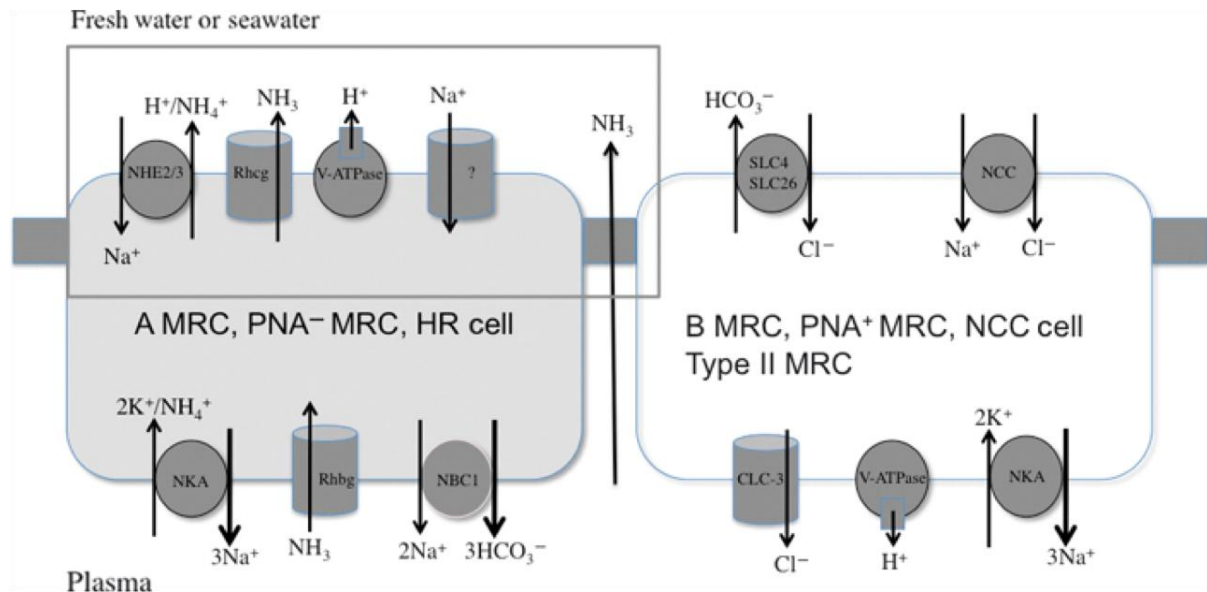 Fresh water or seawater
H⁺/NH₄⁺
NH₃
H⁺
Na⁺
NH₃
HCO₃⁻
NHE2/3
Rhcg
V-ATPase
?
SLC4
SLC26
NCC
Na⁺
Cl⁻
Na⁺
Cl⁻
A MRC, PNA⁻ MRC, HR cell
B MRC, PNA⁺ MRC, NCC cell
Type II MRC
2K⁺/NH₄⁺
2K⁺
NKA
Rhbg
NBC1
CLC-3
V-ATPase
NKA
3Na⁺
NH₃
2Na⁺
3HCO₃⁻
Cl⁻
H⁺
3Na⁺
Plasma